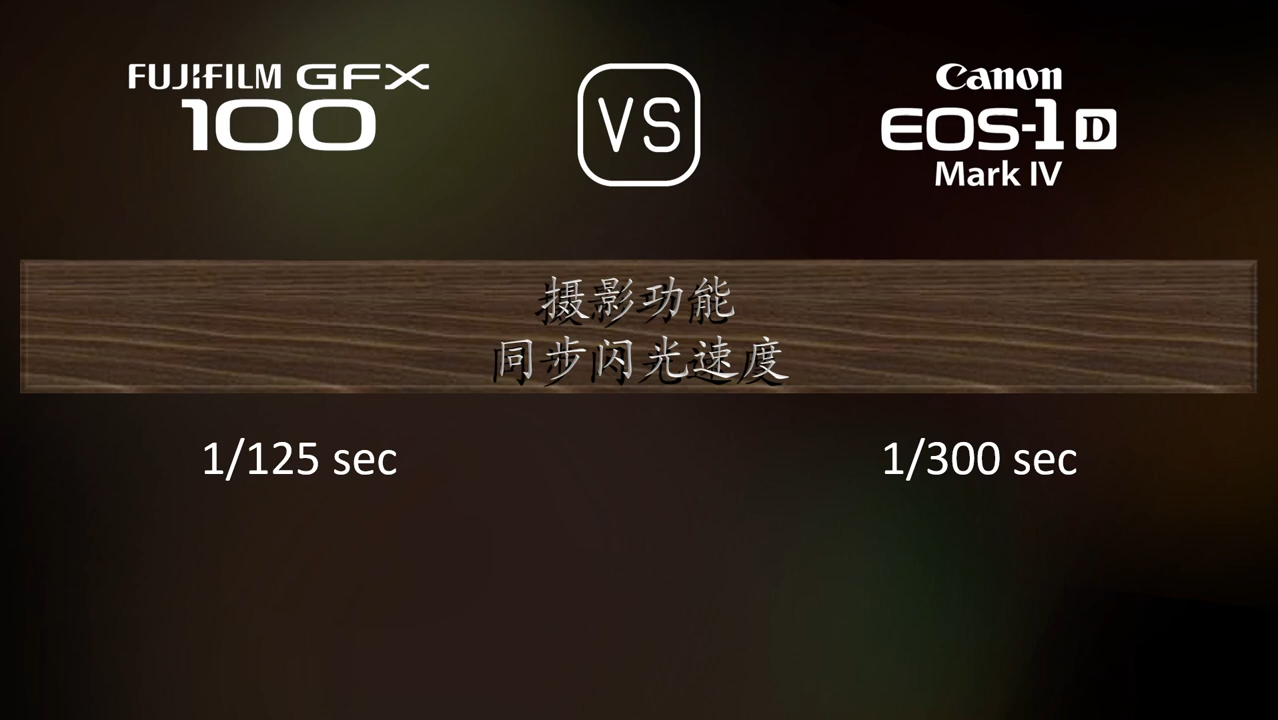 FUJIFILM GFX
100
VS
Canon
EOS-1 D
Mark IV
摄影功能
同步闪光速度
1/125 sec
1/300 sec